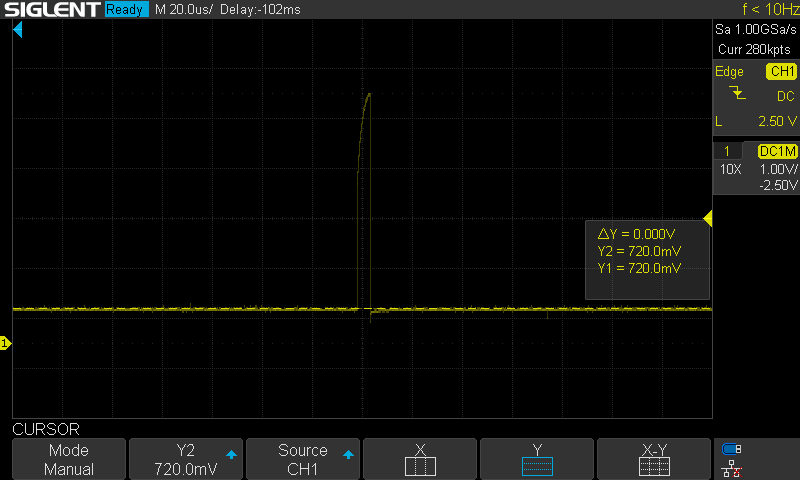 SIGLENT Ready M 20.0us/ Delay:-102ms f < 10Hz
Sa 1.00GSa/s
Curr 280kpts
Edge CH1
DC
L 2.50 V
1 DC1M
10X 1.00V/
-2.50V
△Y = 0.000V
Y2 = 720.0mV
Y1 = 720.0mV
1
CURSOR
Mode Y2 Source X Y X-Y
Manual 720.0mV CH1